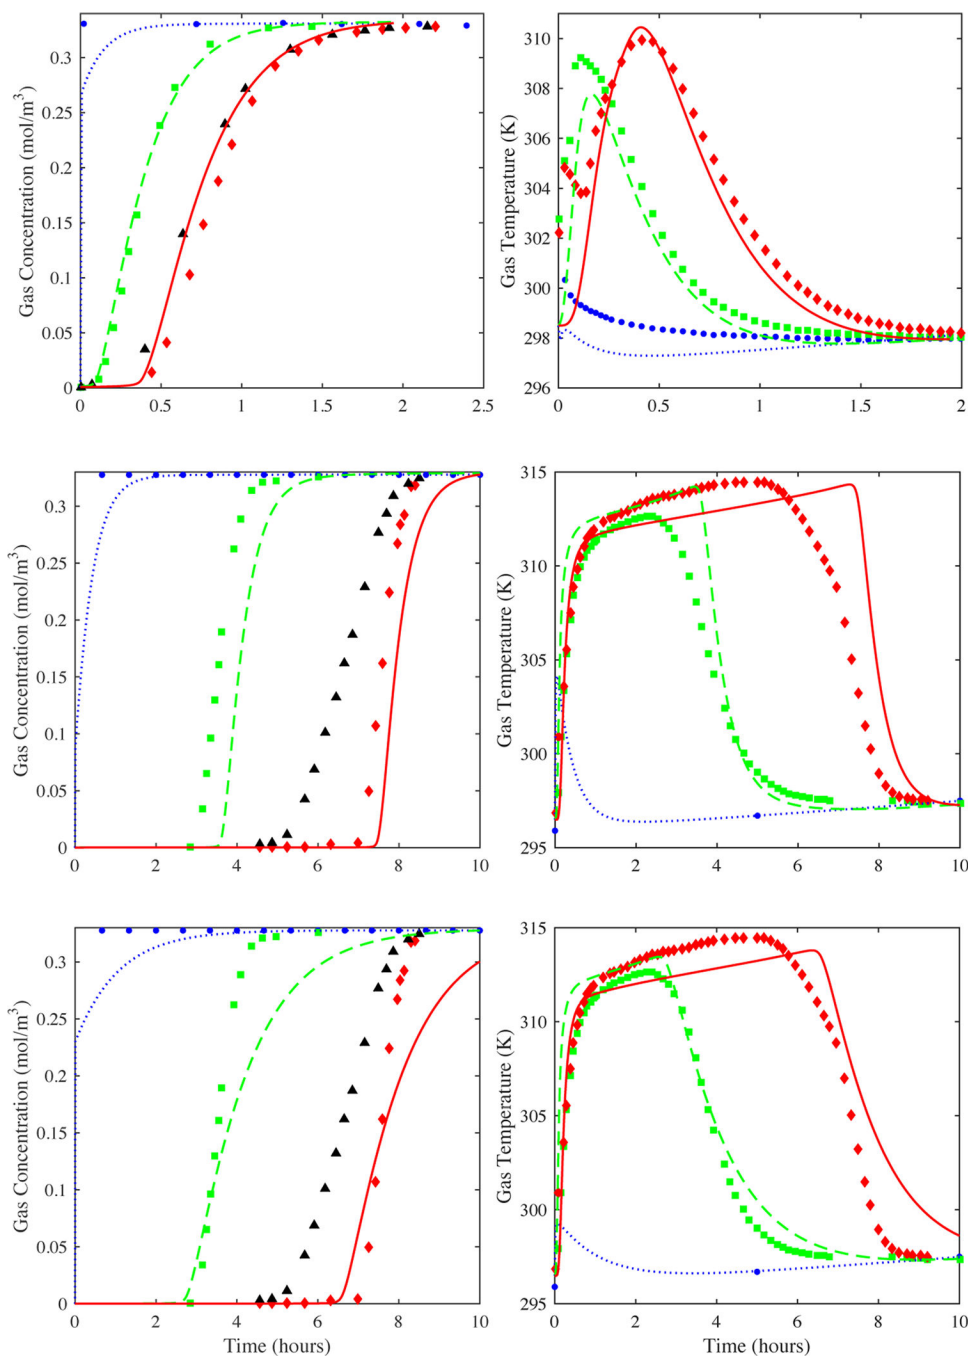 Gas Concentration (mol/m³)
0.3
0.25
0.2
0.15
0.1
0.05
0
0 0.5 1 1.5 2 2.5
Gas Temperature (K)
310
308
306
304
302
300
298
296
0 0.5 1 1.5 2
Gas Concentration (mol/m³)
0.3
0.25
0.2
0.15
0.1
0.05
0
0 2 4 6 8 10
Gas Temperature (K)
315
310
305
300
295
0 2 4 6 8 10
Gas Concentration (mol/m³)
0.3
0.25
0.2
0.15
0.1
0.05
0
0 2 4 6 8 10
Time (hours)
Gas Temperature (K)
315
310
305
300
295
0 2 4 6 8 10
Time (hours)